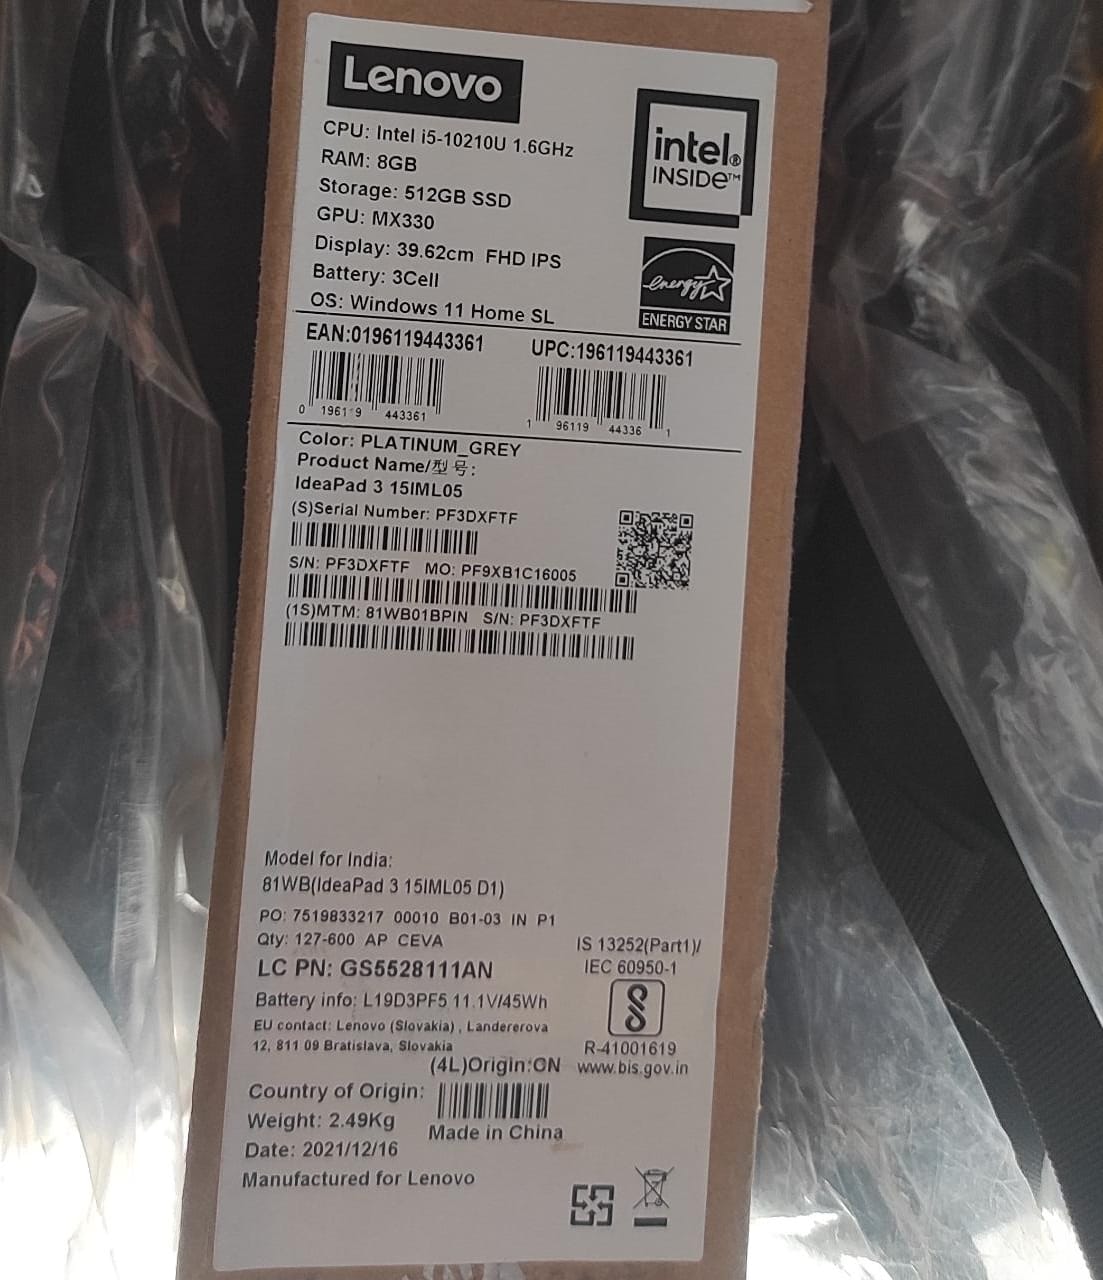 Lenovo
CPU: Intel i5-10210U 1.6GHz
RAM: 8GB
Storage: 512GB SSD
GPU: MX330
Display: 39.62cm FHD IPS
Battery: 3Cell
OS: Windows 11 Home SL
intel®
INSIDE™
energy
ENERGY STAR
EAN:0196119443361
UPC:196119443361
0 19619 443361
1 96119 44336 1
Color: PLATINUM_GREY
Product Name/型号:
IdeaPad 3 15IML05
(S)Serial Number: PF3DXFTF
S/N: PF3DXFTF MO: PF9XB1C16005
(1S)MTM: 81WB01BPIN S/N: PF3DXFTF
Model for India:
81WB(IdeaPad 3 15IML05 D1)
PO: 7519833217 00010 B01-03 IN P1
Qty: 127-600 AP CEVA
LC PN: GS5528111AN
IS 13252(Part1)/
IEC 60950-1
R-41001619
www.bis.gov.in
Battery info: L19D3PF5 11.1V/45Wh
EU contact: Lenovo (Slovakia), Landererova
12, 811 09 Bratislava, Slovakia
(4L)Origin:CN
Country of Origin:
Made in China
Weight: 2.49Kg
Date: 2021/12/16
Manufactured for Lenovo